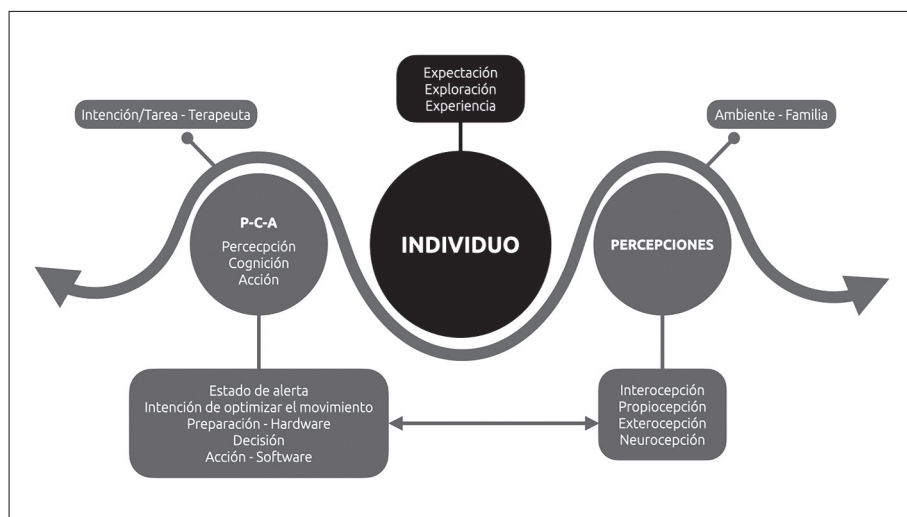 Expectación
Exploración
Experiencia
Intención/Tarea - Terapeuta
Ambiente - Familia
P-C-A
Percecpción
Cognición
Acción
INDIVIDUO
PERCEPCIONES
Estado de alerta
Intención de optimizar el movimiento
Preparación - Hardware
Decisión
Acción - Software
Interocepción
Propiocepción
Exterocepción
Neurocepción